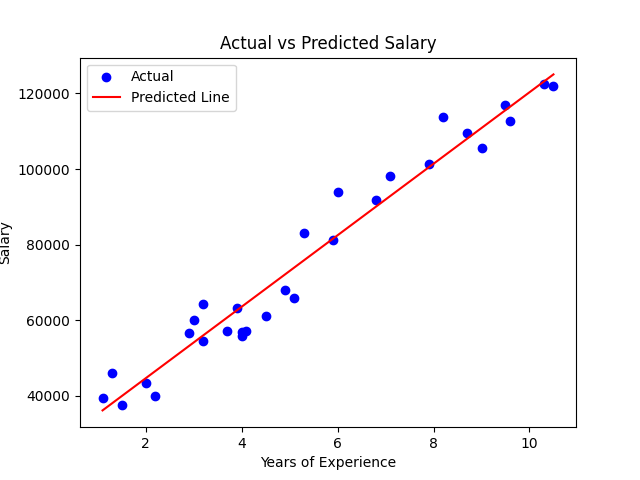 Actual vs Predicted Salary
Actual
Predicted Line
120000
100000
80000
60000
40000
Salary
2
4
6
8
10
Years of Experience